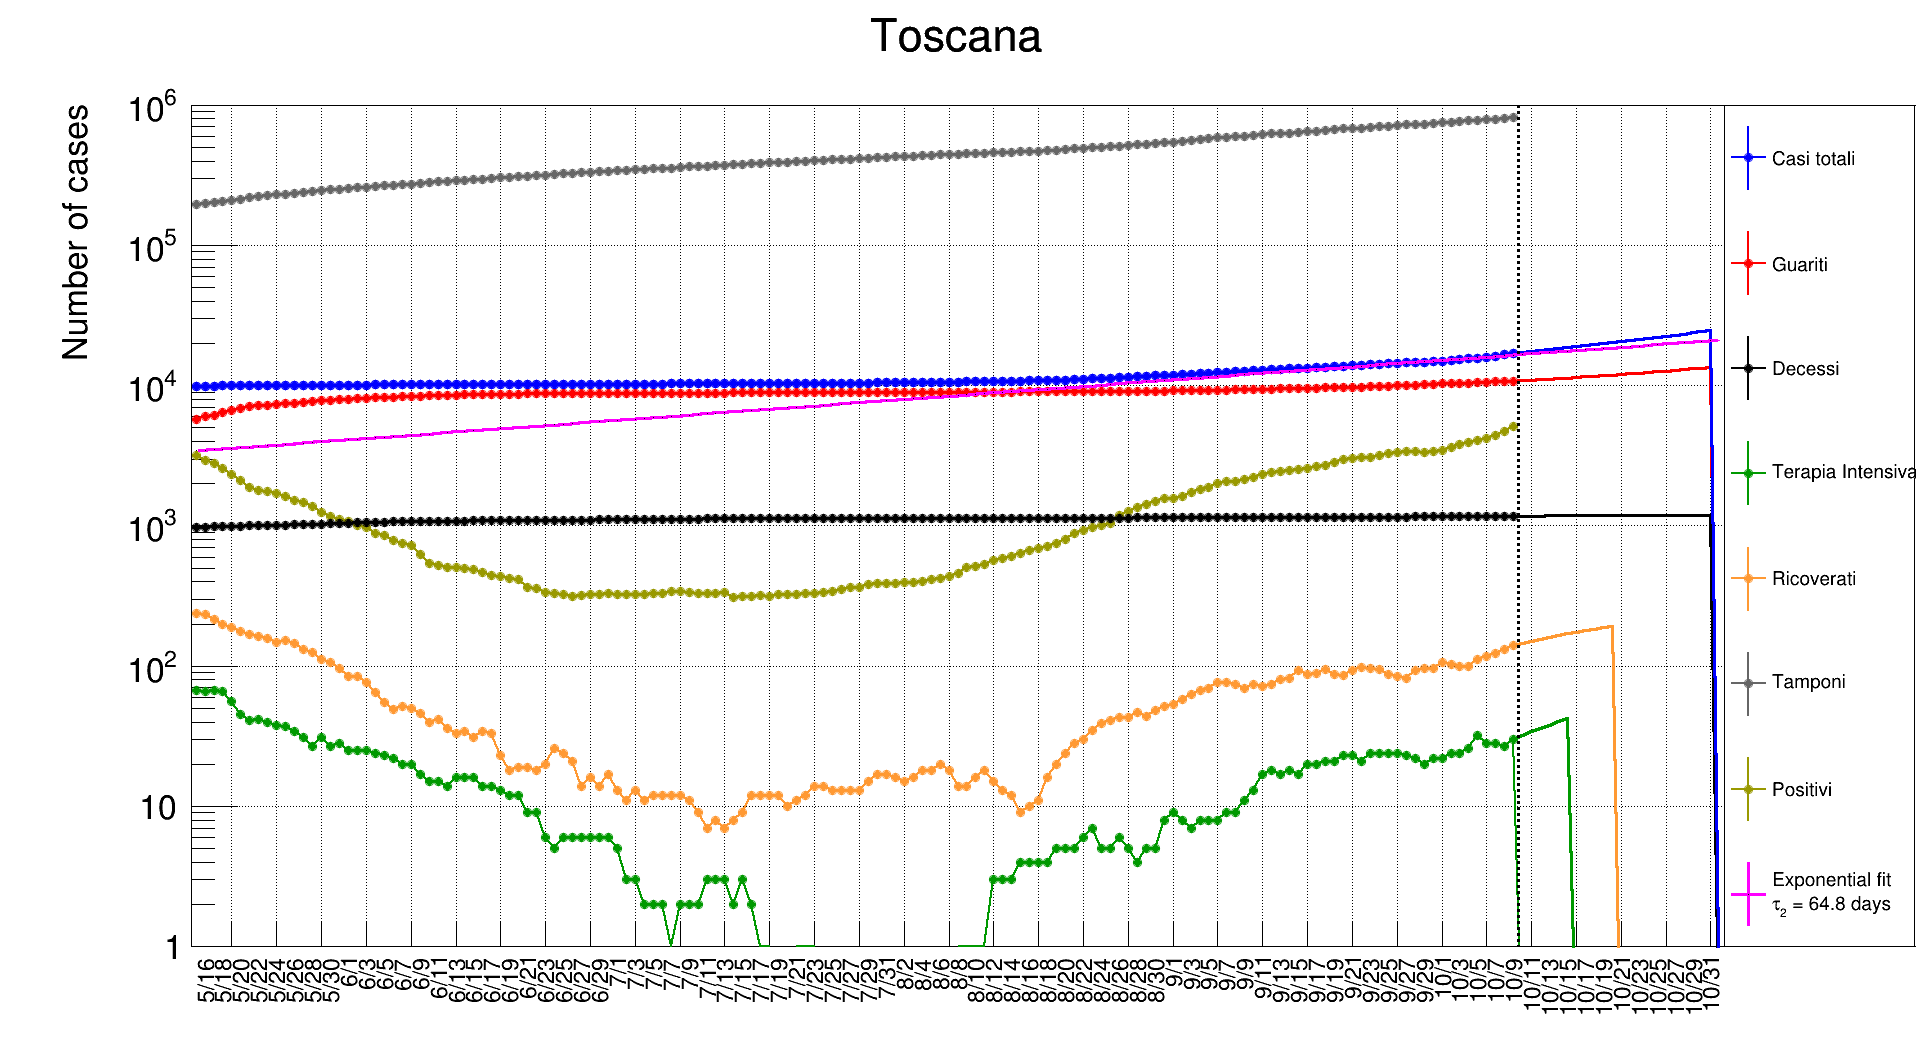 Toscana
Number of cases
10^6
10^5
10^4
10^3
10^2
10
1
5/16 5/18 5/20 5/22 5/24 5/26 5/28 5/30 6/1 6/3 6/5 6/7 6/9 6/11 6/13 6/15 6/17 6/19 6/21 6/23 6/25 6/27 6/29 7/1 7/3 7/5 7/7 7/9 7/11 7/13 7/15 7/17 7/19 7/21 7/23 7/25 7/27 7/29 7/31 8/2 8/4 8/6 8/8 8/10 8/12 8/14 8/16 8/18 8/20 8/22 8/24 8/26 8/28 8/30 9/1 9/3 9/5 9/7 9/9 9/11 9/13 9/15 9/17 9/19 9/21 9/23 9/25 9/27 9/29 10/1 10/3 10/5 10/7 10/9 10/11 10/13 10/15 10/17 10/19 10/21 10/23 10/25 10/27 10/29 10/31
Casi totali
Guariti
Decessi
Terapia Intensiva
Ricoverati
Tamponi
Positivi
Exponential fit
τ₂ = 64.8 days